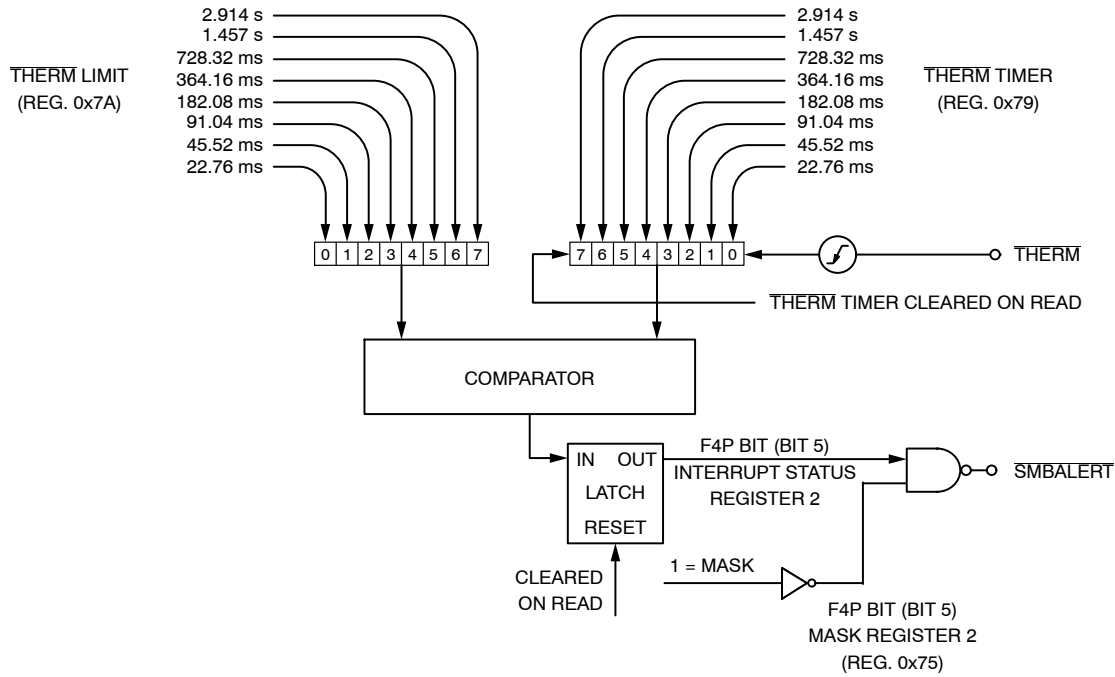 2.914 s
1.457 s
728.32 ms
364.16 ms
182.08 ms
91.04 ms
45.52 ms
22.76 ms
THERM LIMIT
(REG. 0x7A)
0 1 2 3 4 5 6 7
2.914 s
1.457 s
728.32 ms
364.16 ms
182.08 ms
91.04 ms
45.52 ms
22.76 ms
THERM TIMER
(REG. 0x79)
7 6 5 4 3 2 1 0
THERM
THERM TIMER CLEARED ON READ
COMPARATOR
IN OUT
LATCH
RESET
F4P BIT (BIT 5)
INTERRUPT STATUS
REGISTER 2
SMBALERT
CLEARED
ON READ
1 = MASK
F4P BIT (BIT 5)
MASK REGISTER 2
(REG. 0x75)